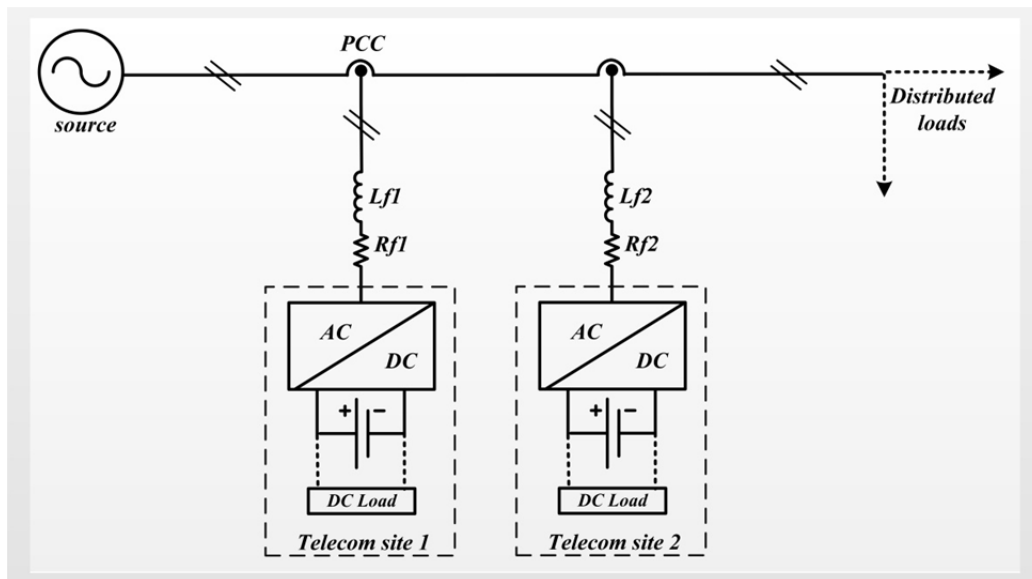 PCC
source
Distributed
loads
Lf1
Lf2
Rf1
Rf2
AC
DC
AC
DC
+ −
+ −
DC Load
DC Load
Telecom site 1
Telecom site 2